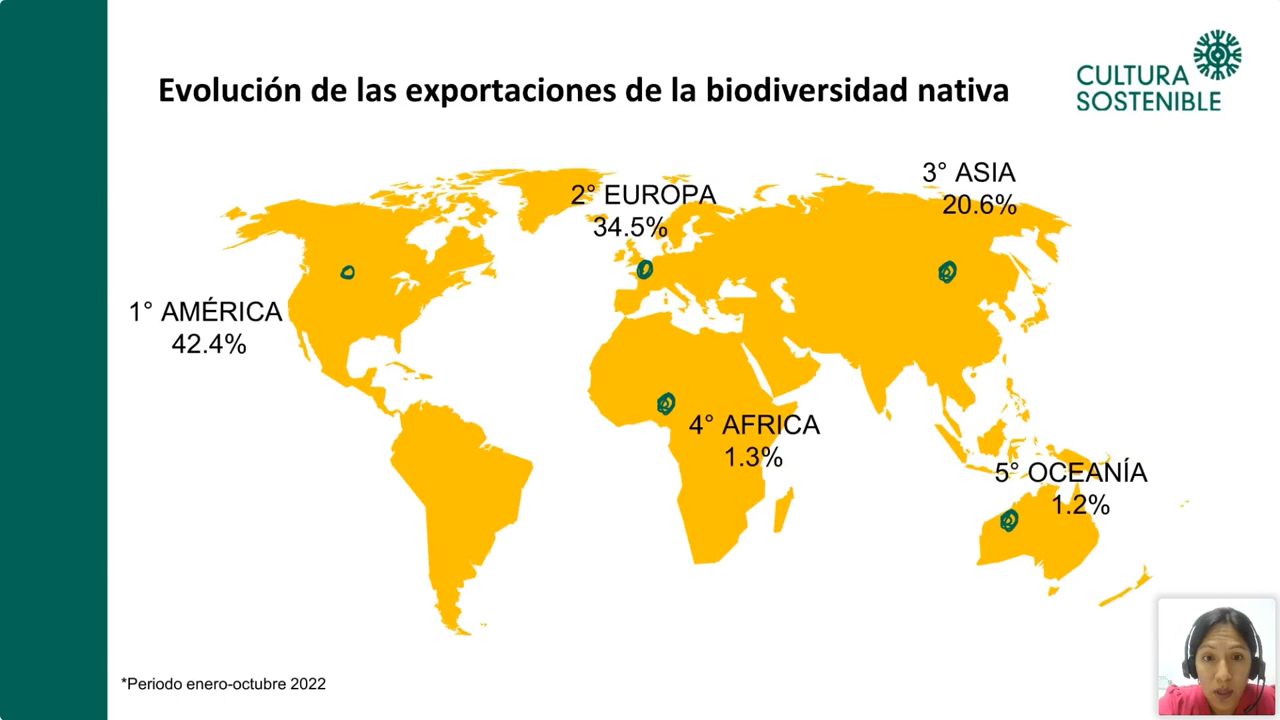 Evolución de las exportaciones de la biodiversidad nativa
CULTURA
SOSTENIBLE
3° ASIA
20.6%
2° EUROPA
34.5%
1° AMÉRICA
42.4%
4° AFRICA
1.3%
5° OCEANÍA
1.2%
*Periodo enero-octubre 2022